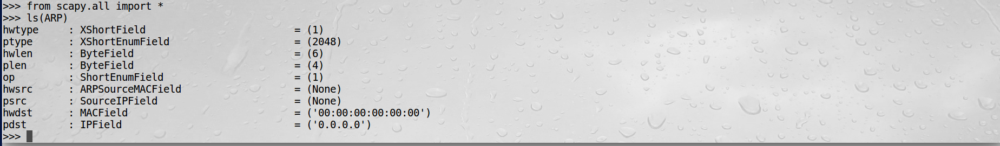 >>> from scapy.all import *
>>> ls(ARP)
hwtype     : XShortField                         = (1)
ptype      : XShortEnumField                     = (2048)
hwlen      : ByteField                           = (6)
plen       : ByteField                           = (4)
op         : ShortEnumField                      = (1)
hwsrc      : ARPSourceMACField                   = (None)
psrc       : SourceIPField                       = (None)
hwdst      : MACField                            = ('00:00:00:00:00:00')
pdst       : IPField                             = ('0.0.0.0')
>>>